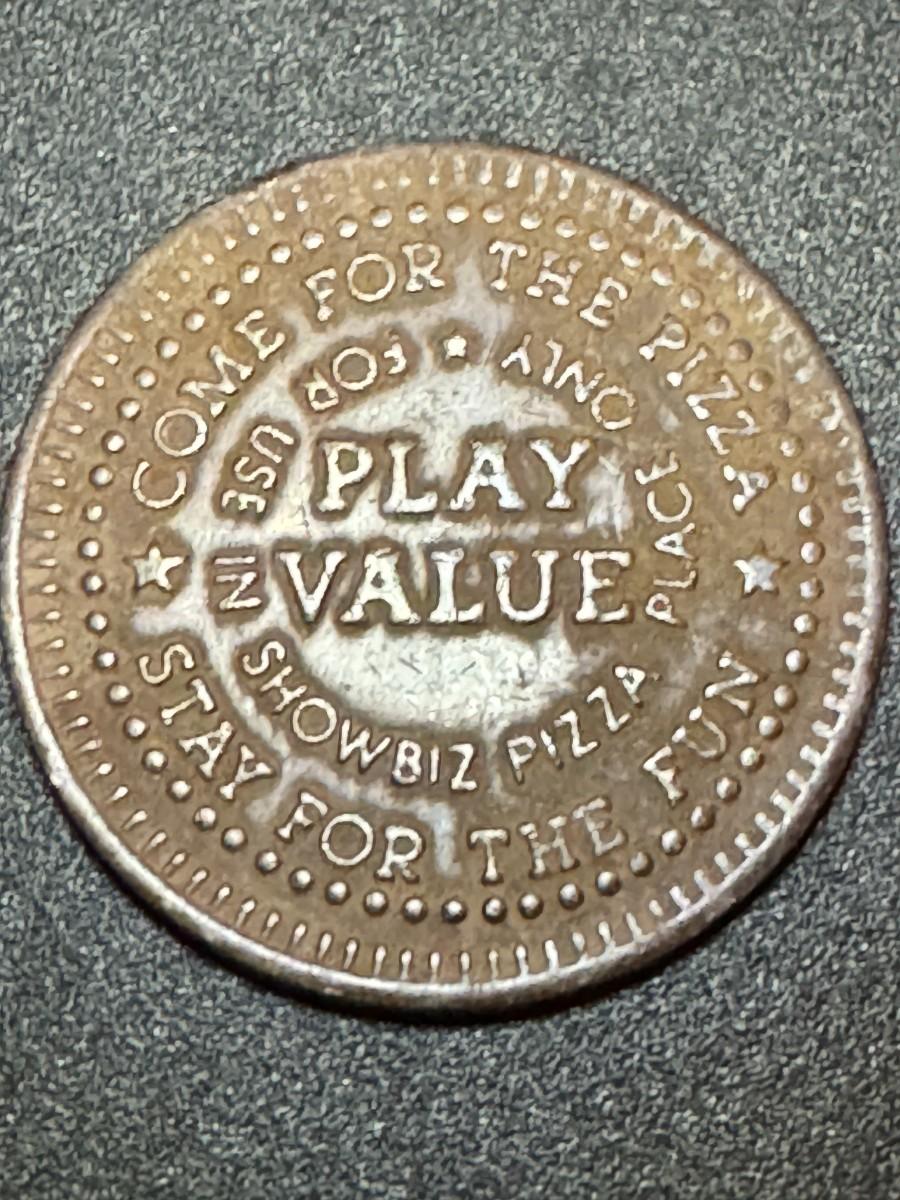 COME FOR THE PIZZA
STAY FOR THE FUN
FOR USE IN SHOWBIZ PIZZA PLACE ONLY
PLAY
VALUE